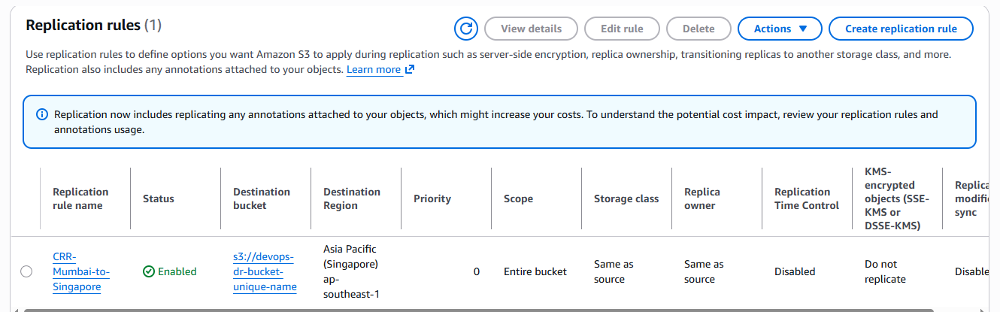 Replication rules (1)
View details
Edit rule
Delete
Actions
Create replication rule
Use replication rules to define options you want Amazon S3 to apply during replication such as server-side encryption, replica ownership, transitioning replicas to another storage class, and more.
Replication also includes any annotations attached to your objects. Learn more
Replication now includes replicating any annotations attached to your objects, which might increase your costs. To understand the potential cost impact, review your replication rules and
annotations usage.
Replication
rule name
Status
Destination
bucket
Destination
Region
Priority
Scope
Storage class
Replica
owner
Replication
Time Control
KMS-
encrypted
objects (SSE-
KMS or
DSSE-KMS)
sync
CRR-
Mumbai-to-
Singapore
Enabled
s3://devops-
dr-bucket-
unique-name
Asia Pacific
(Singapore)
ap-
southeast-1
0
Entire bucket
Same as
source
Same as
source
Disabled
Do not
replicate